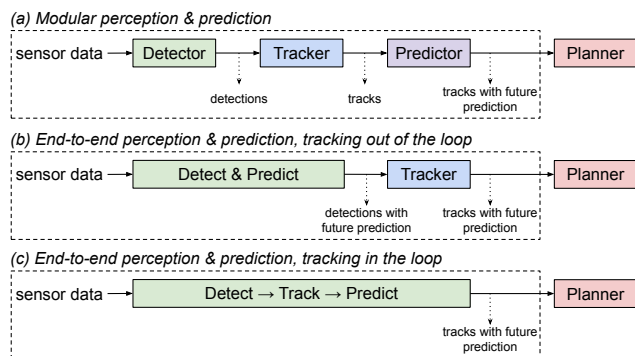 (a) Modular perception & prediction
sensor data Detector Tracker Predictor Planner
detections tracks tracks with future
prediction
(b) End-to-end perception & prediction, tracking out of the loop
sensor data Detect & Predict Tracker Planner
detections with tracks with future
future prediction prediction
(c) End-to-end perception & prediction, tracking in the loop
sensor data Detect → Track → Predict Planner
tracks with future
prediction